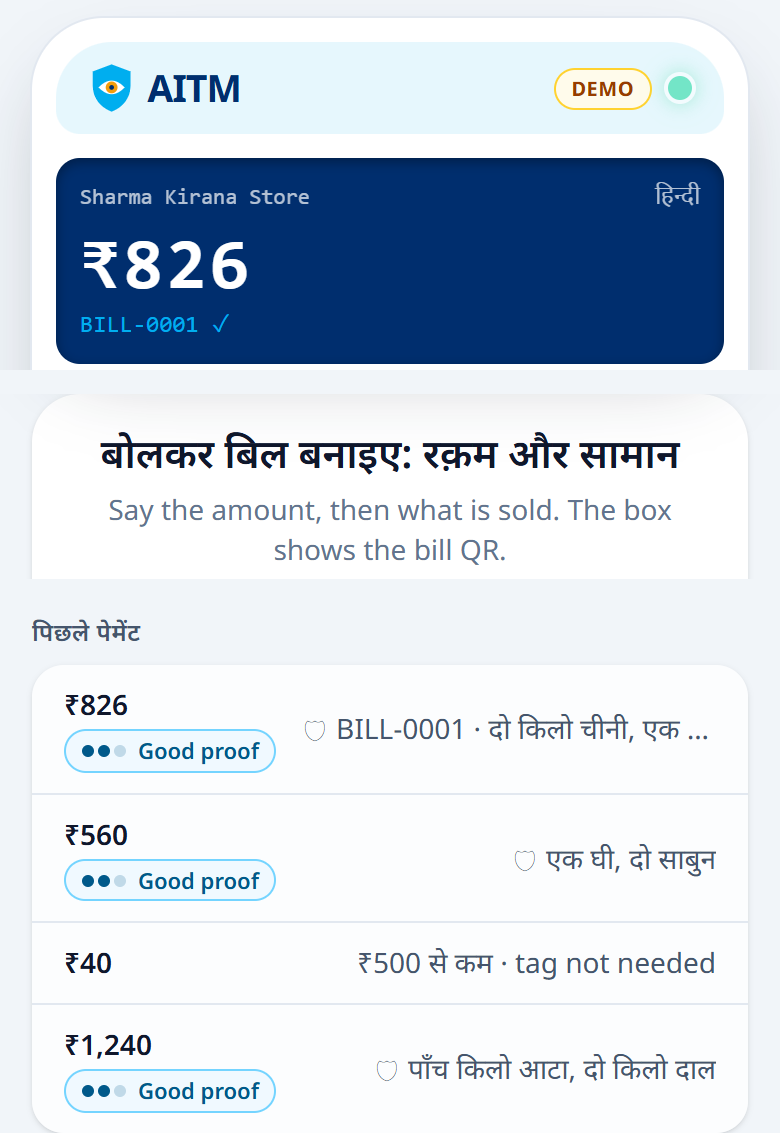 AITM
DEMO
Sharma Kirana Store
हिन्दी
₹826
BILL-0001 ✓
बोलकर बिल बनाइए: रक़म और सामान
Say the amount, then what is sold. The box
shows the bill QR.
पिछले पेमेंट
₹826
Good proof
BILL-0001 · दो किलो चीनी, एक ...
₹560
Good proof
एक घी, दो साबुन
₹40
₹500 से कम · tag not needed
₹1,240
Good proof
पाँच किलो आटा, दो किलो दाल